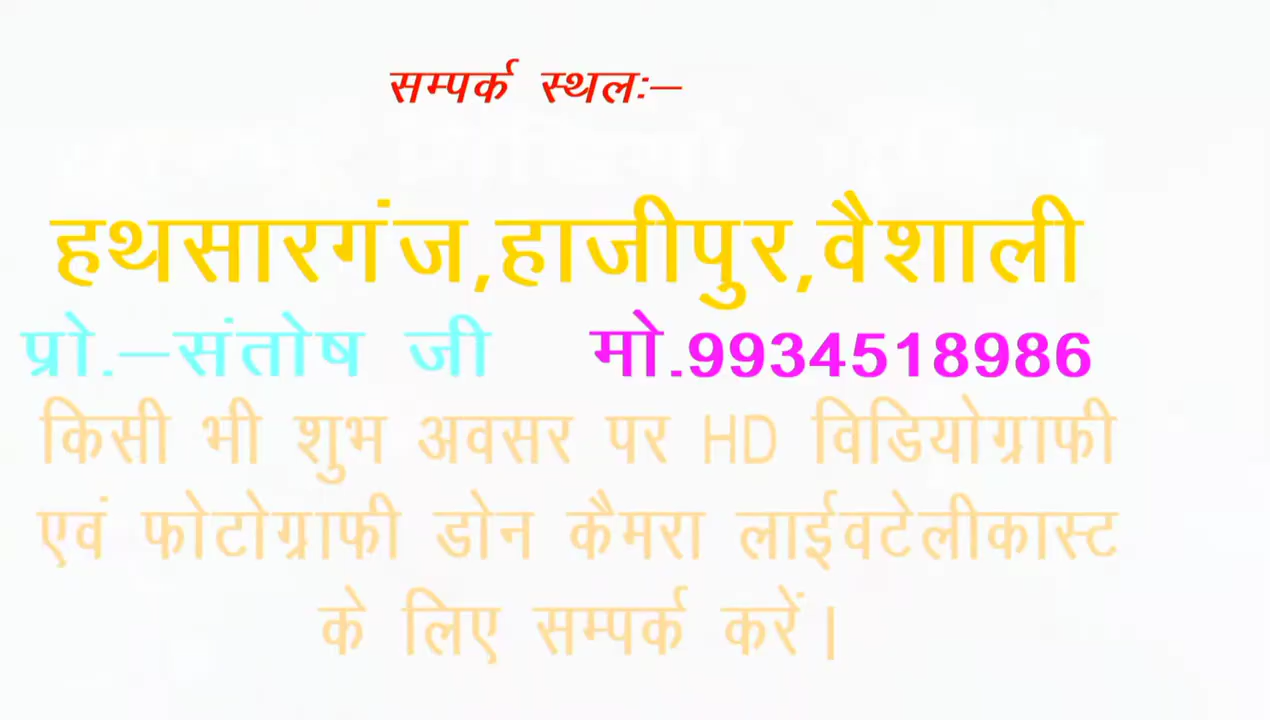 सम्पर्क स्थलः–
हथसारगंज,हाजीपुर,वैशाली
प्रो.–संतोष जी मो.9934518986
किसी भी शुभ अवसर पर HD विडियोग्राफी
एवं फोटोग्राफी डोन कैमरा लाईवटेलीकास्ट
के लिए सम्पर्क करें।